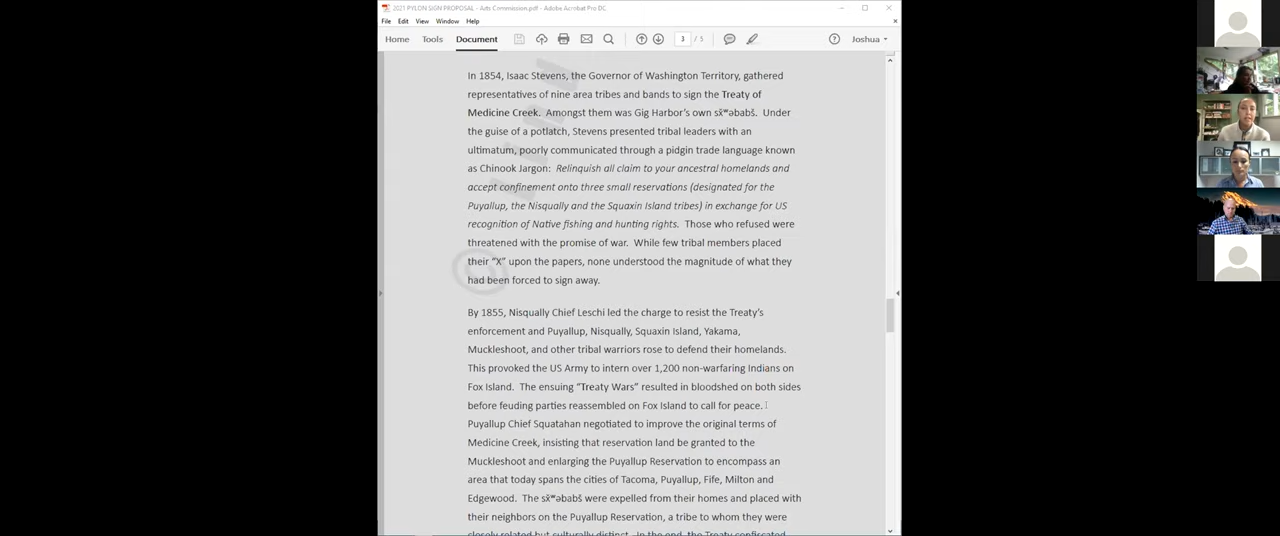 2021 PYLON SIGN PROPOSAL - Arts Commission.pdf - Adobe Acrobat Pro DC
File Edit View Window Help
Home Tools Document 3 / 5 Joshua
In 1854, Isaac Stevens, the Governor of Washington Territory, gathered
representatives of nine area tribes and bands to sign the Treaty of
Medicine Creek. Amongst them was Gig Harbor's own sx̌ʷəbabš. Under
the guise of a potlatch, Stevens presented tribal leaders with an
ultimatum, poorly communicated through a pidgin trade language known
as Chinook Jargon: Relinquish all claim to your ancestral homelands and
accept confinement onto three small reservations (designated for the
Puyallup, the Nisqually and the Squaxin Island tribes) in exchange for US
recognition of Native fishing and hunting rights. Those who refused were
threatened with the promise of war. While few tribal members placed
their "X" upon the papers, none understood the magnitude of what they
had been forced to sign away.
By 1855, Nisqually Chief Leschi led the charge to resist the Treaty's
enforcement and Puyallup, Nisqually, Squaxin Island, Yakama,
Muckleshoot, and other tribal warriors rose to defend their homelands.
This provoked the US Army to intern over 1,200 non-warfaring Indians on
Fox Island. The ensuing "Treaty Wars" resulted in bloodshed on both sides
before feuding parties reassembled on Fox Island to call for peace.
Puyallup Chief Squatahan negotiated to improve the original terms of
Medicine Creek, insisting that reservation land be granted to the
Muckleshoot and enlarging the Puyallup Reservation to encompass an
area that today spans the cities of Tacoma, Puyallup, Fife, Milton and
Edgewood. The sx̌ʷəbabš were expelled from their homes and placed with
their neighbors on the Puyallup Reservation, a tribe to whom they were
closely related but culturally distinct. In the end, the Treaty confiscated